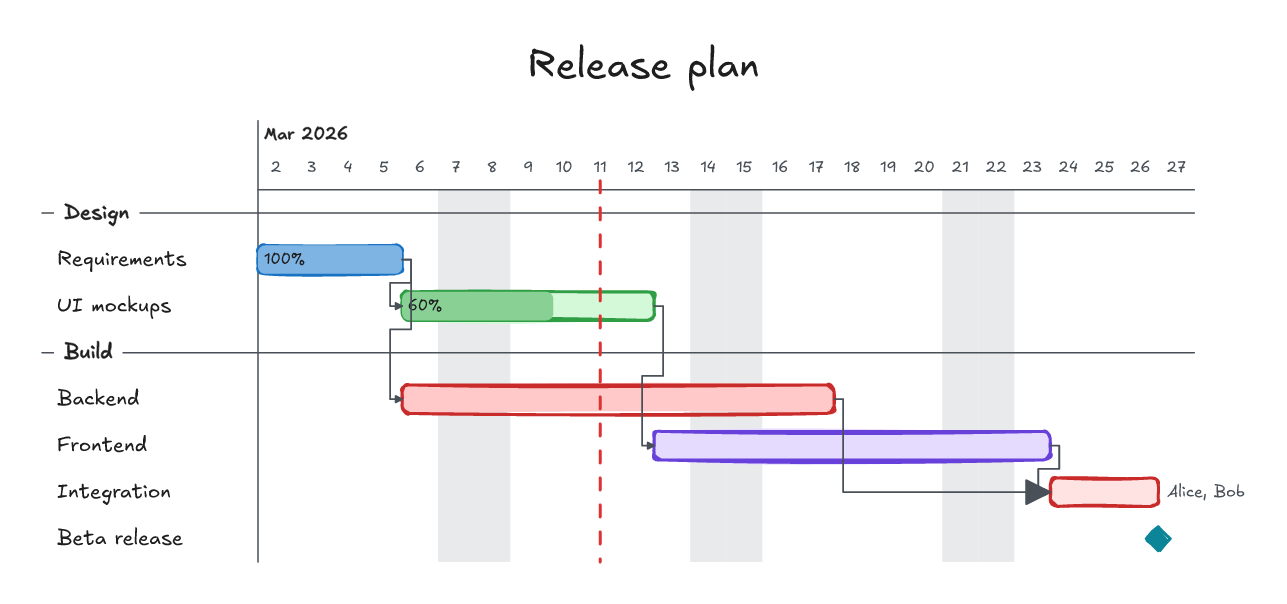 Release plan
Mar 2026
2 3 4 5 6 7 8 9 10 11 12 13 14 15 16 17 18 19 20 21 22 23 24 25 26 27
Design
Requirements 100%
UI mockups 60%
Build
Backend
Frontend
Integration Alice, Bob
Beta release